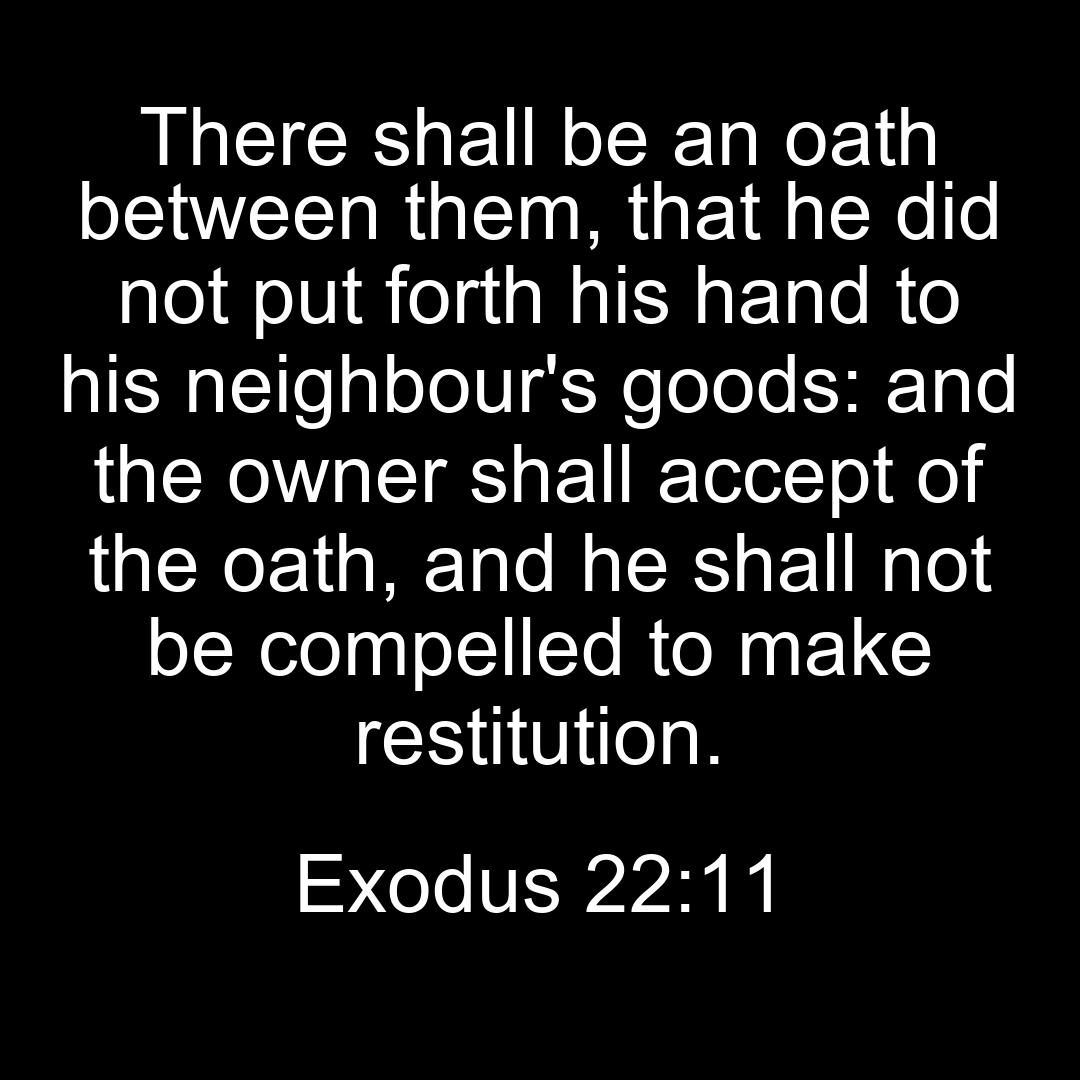 There shall be an oath
between them, that he did
not put forth his hand to
his neighbour's goods: and
the owner shall accept of
the oath, and he shall not
be compelled to make
restitution.
Exodus 22:11